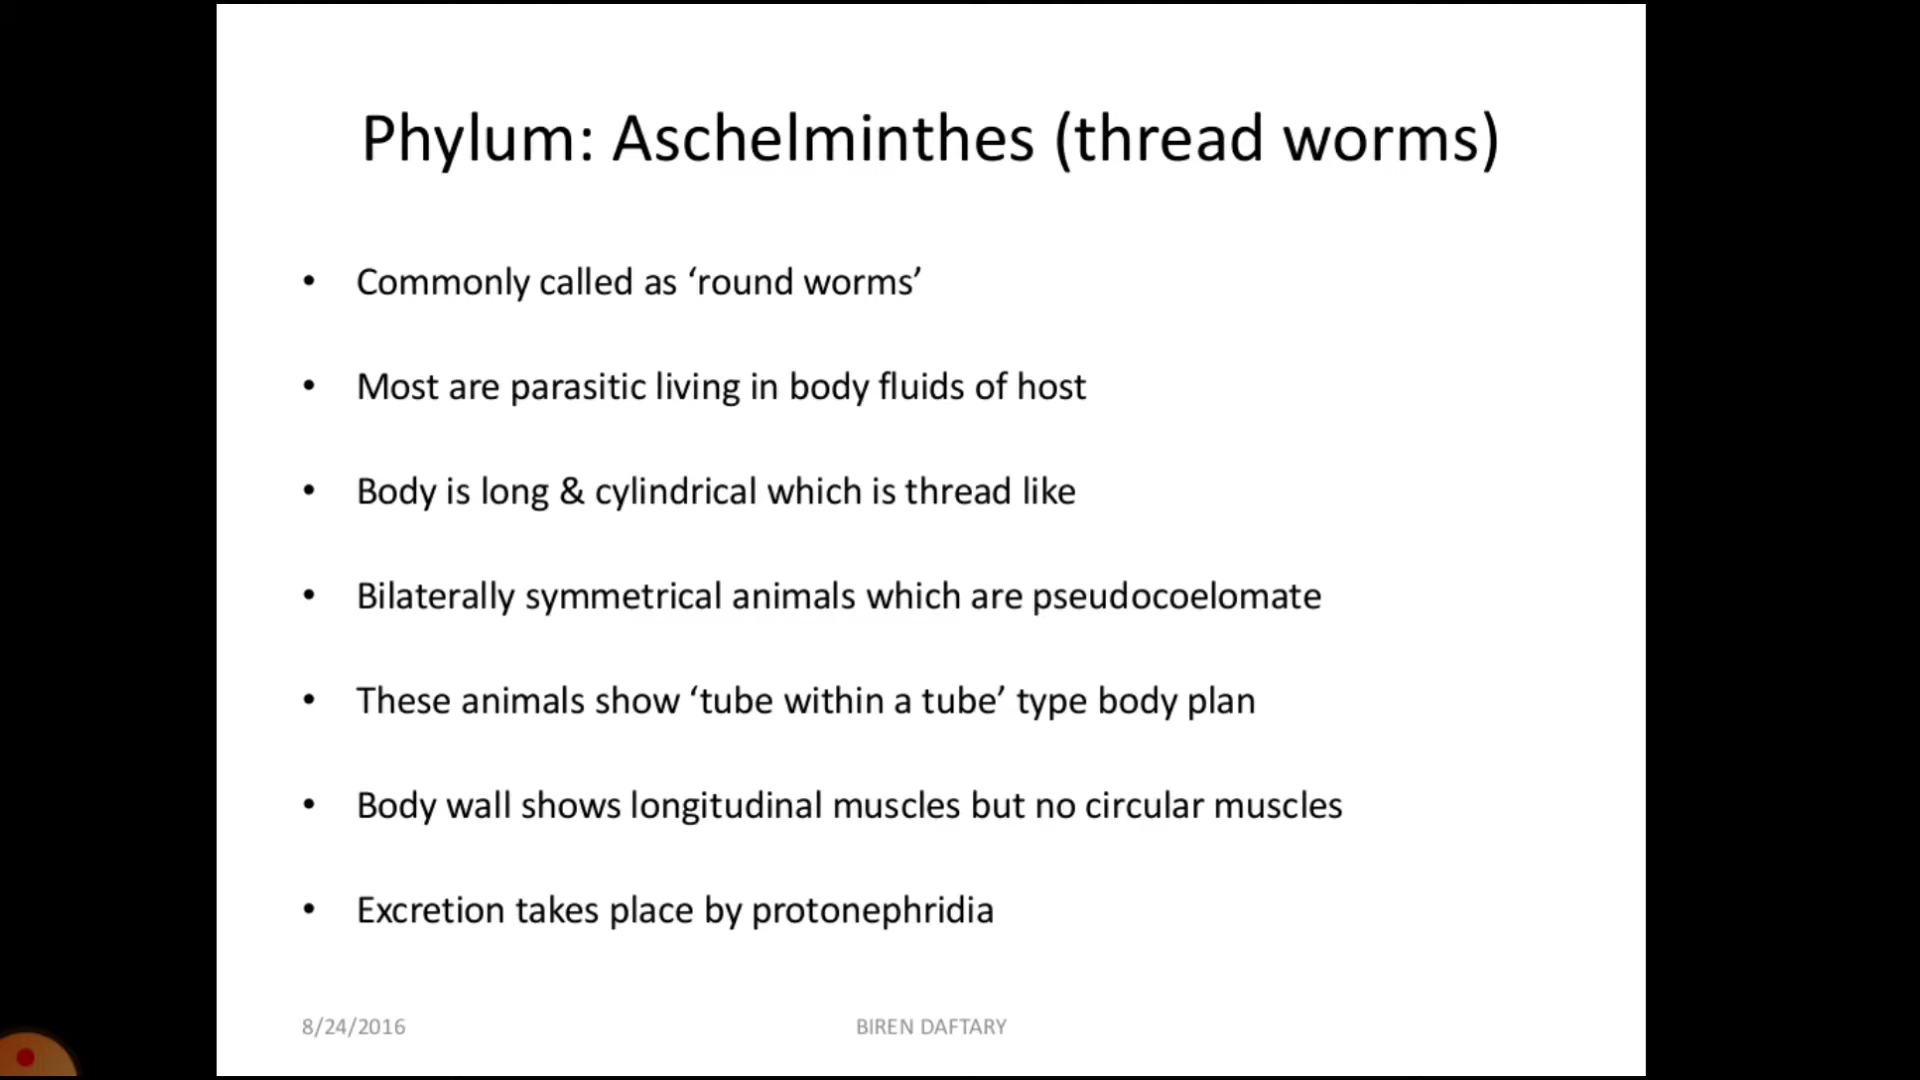 Phylum: Aschelminthes (thread worms)
• Commonly called as ‘round worms’
• Most are parasitic living in body fluids of host
• Body is long & cylindrical which is thread like
• Bilaterally symmetrical animals which are pseudocoelomate
• These animals show ‘tube within a tube’ type body plan
• Body wall shows longitudinal muscles but no circular muscles
• Excretion takes place by protonephridia
8/24/2016
BIREN DAFTARY